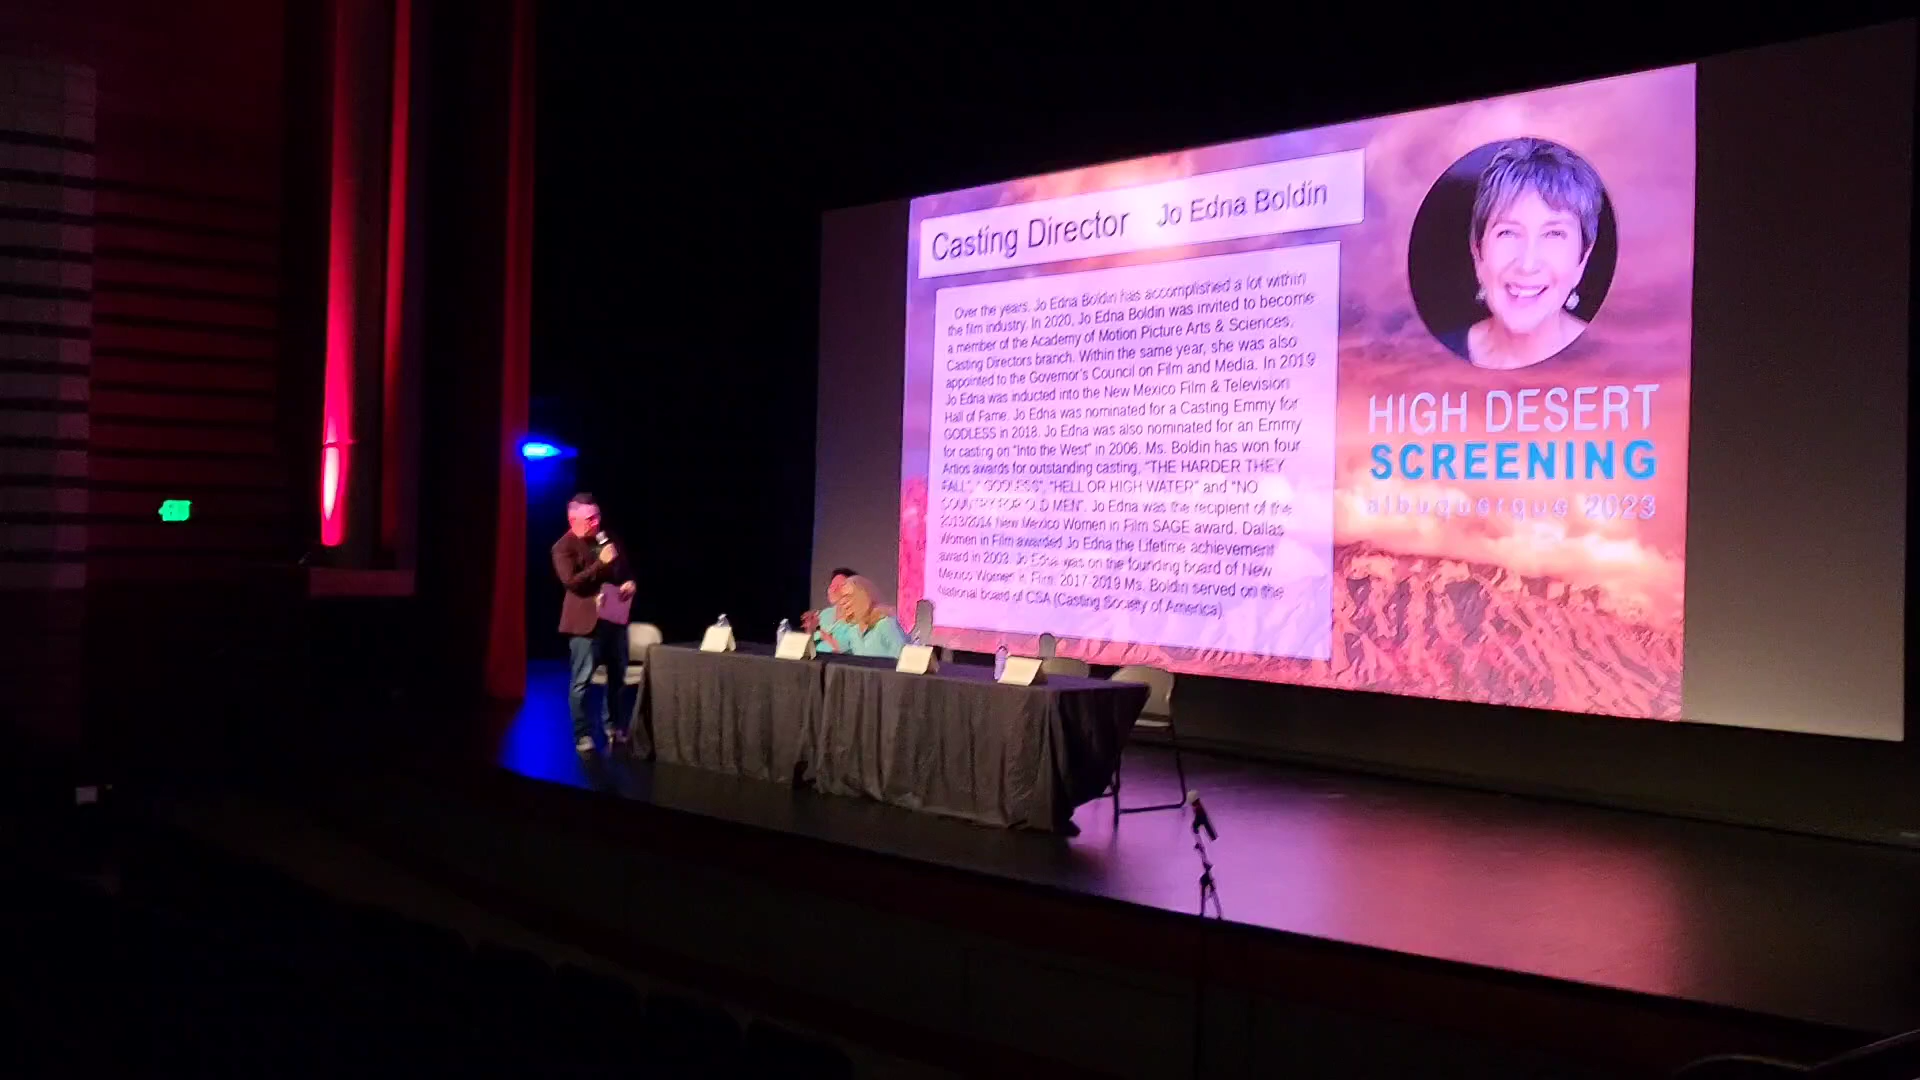 Casting Director Jo Edna Boldin
Over the years, Jo Edna Boldin has accomplished a lot within
the film industry. In 2020, Jo Edna Boldin was invited to become
a member of the Academy of Motion Picture Arts & Sciences,
Casting Directors branch. Within the same year, she was also
appointed to the Governor's Council on Film and Media. In 2019
Jo Edna was inducted into the New Mexico Film & Television
Hall of Fame. Jo Edna was nominated for a Casting Emmy for
GODLESS in 2018. Jo Edna was also nominated for an Emmy
for casting on "Into the West" in 2006. Ms. Boldin has won four
Artios awards for outstanding casting, "THE HARDER THEY
FALL", "GODLESS", "HELL OR HIGH WATER" and "NO
COUNTRY FOR OLD MEN". Jo Edna was the recipient of the
2013/2014 New Mexico Women in Film SAGE award. Dallas
Women in Film awarded Jo Edna the Lifetime achievement
award in 2003. Jo Edna was on the founding board of New
Mexico Women in Film. 2017-2019 Ms. Boldin served on the
National board of CSA (Casting Society of America)
HIGH DESERT
SCREENING
albuquerque 2023